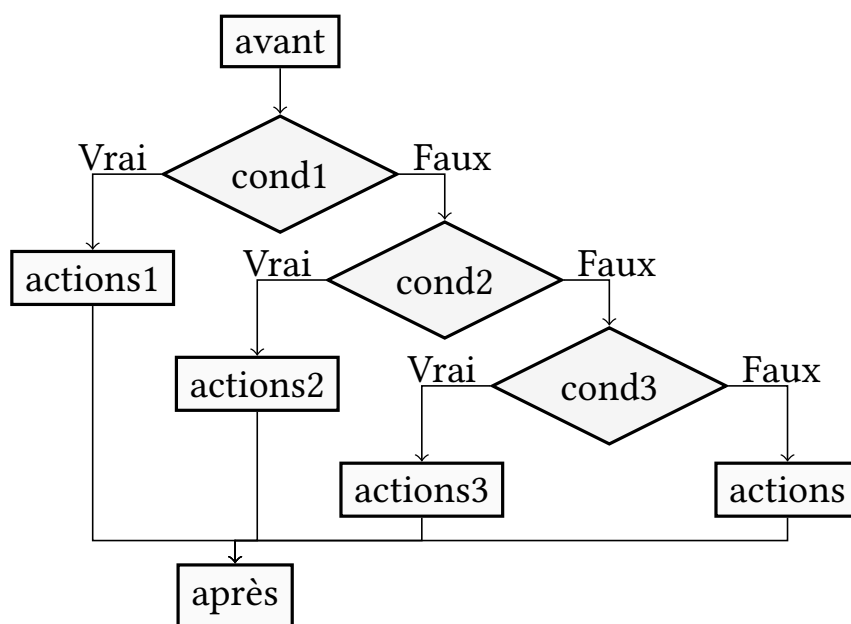 avant
Vrai
Faux
cond1
Vrai
Faux
actions1
cond2
Vrai
Faux
actions2
cond3
actions3
actions
après